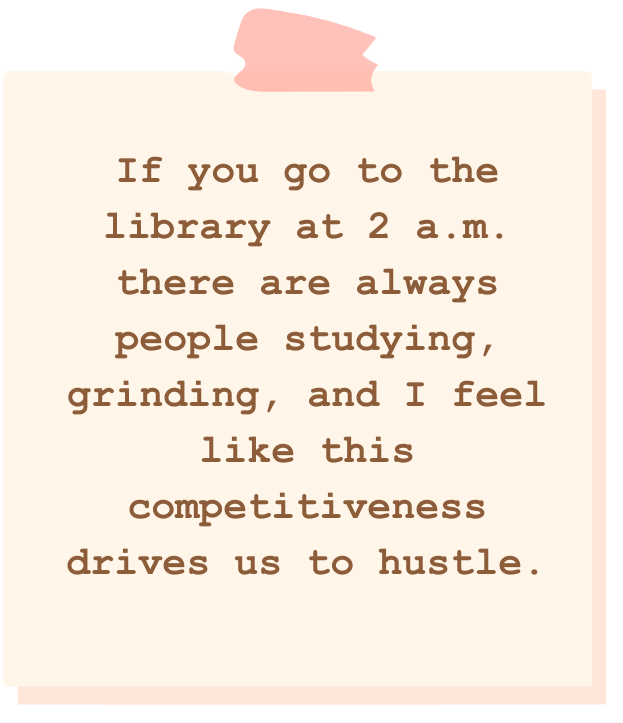 If you go to the
library at 2 a.m.
there are always
people studying,
grinding, and I feel
like this
competitiveness
drives us to hustle.